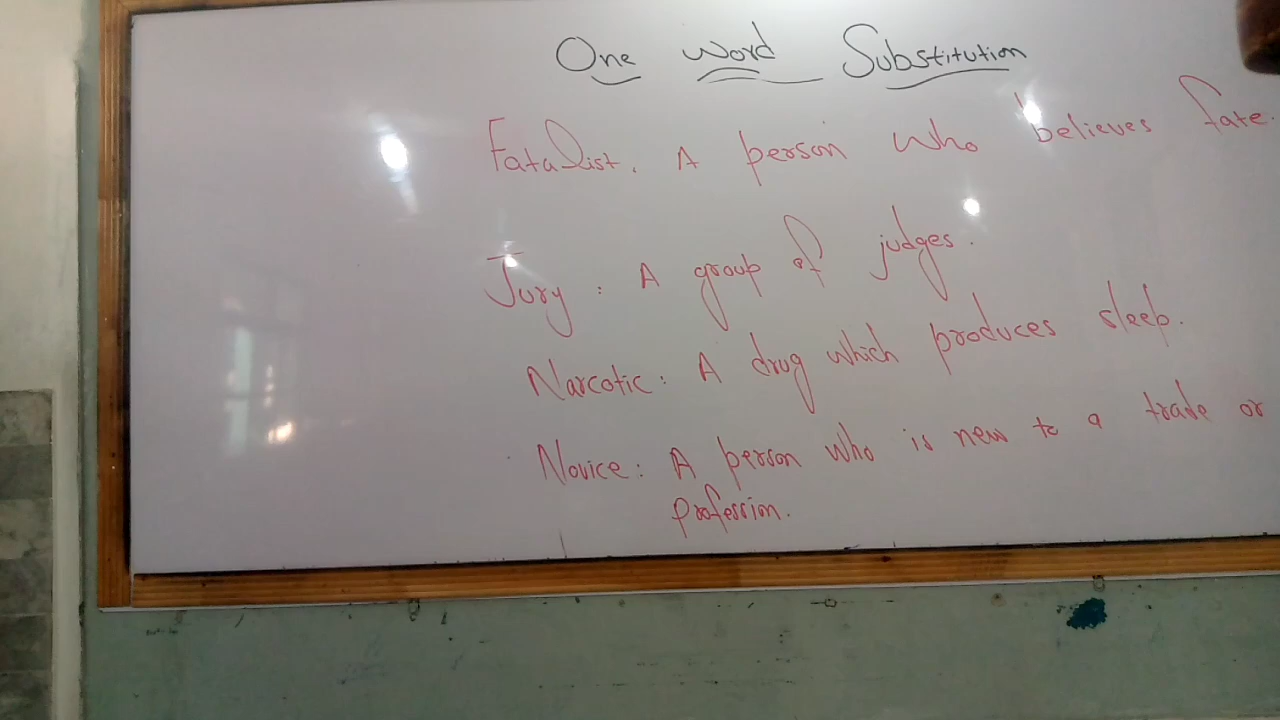 One Word Substitution
Fatalist. A person who believes fate.
Jury : A group of judges.
Narcotic : A drug which produces sleep.
Novice : A person who is new to a trade or
profession.